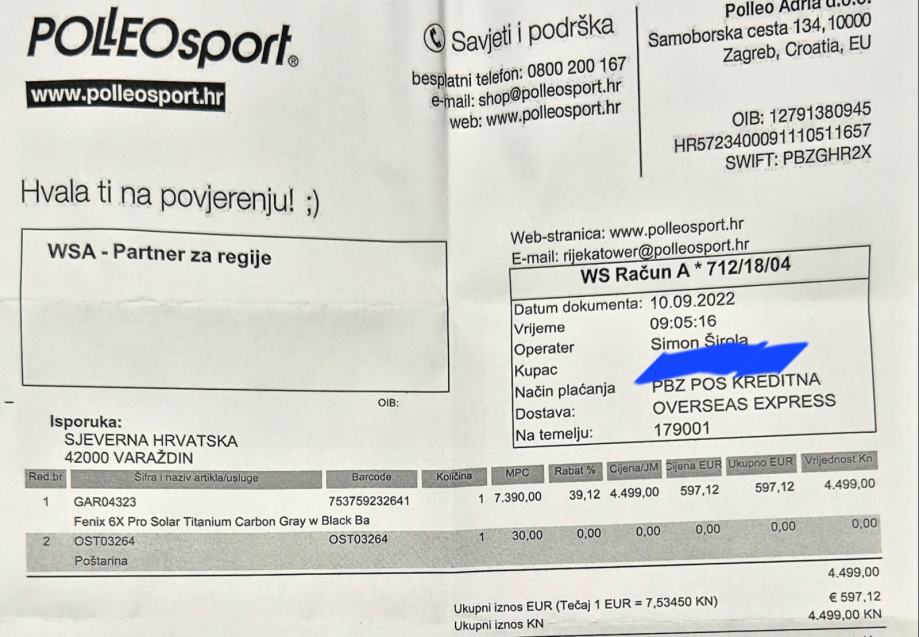 POLLEOsport®
www.polleosport.hr
Savjeti i podrška
besplatni telefon: 0800 200 167
e-mail: shop@polleosport.hr
web: www.polleosport.hr
Polleo Adria d.o.o.
Samoborska cesta 134, 10000
Zagreb, Croatia, EU
OIB: 12791380945
HR5723400091110511657
SWIFT: PBZGHR2X
Hvala ti na povjerenju! ;)
WSA - Partner za regije
OIB:
Web-stranica: www.polleosport.hr
E-mail: rijekatower@polleosport.hr
WS Račun A * 712/18/04
Datum dokumenta: 10.09.2022
Vrijeme 09:05:16
Operater Simon Širola
Kupac
Način plaćanja PBZ POS KREDITNA
Dostava: OVERSEAS EXPRESS
Na temelju: 179001
Isporuka:
SJEVERNA HRVATSKA
42000 VARAŽDIN
Red.br Šifra i naziv artikla/usluge Barcode Količina MPC Rabat % Cijena/JM Cijena EUR Ukupno EUR Vrijednost Kn
1 GAR04323 753759232641 1 7.390,00 39,12 4.499,00 597,12 597,12 4.499,00
Fenix 6X Pro Solar Titanium Carbon Gray w Black Ba
2 OST03264 OST03264 1 30,00 0,00 0,00 0,00 0,00 0,00
Poštarina
4.499,00
Ukupni iznos EUR (Tečaj 1 EUR = 7,53450 KN) € 597,12
Ukupni iznos KN 4.499,00 KN